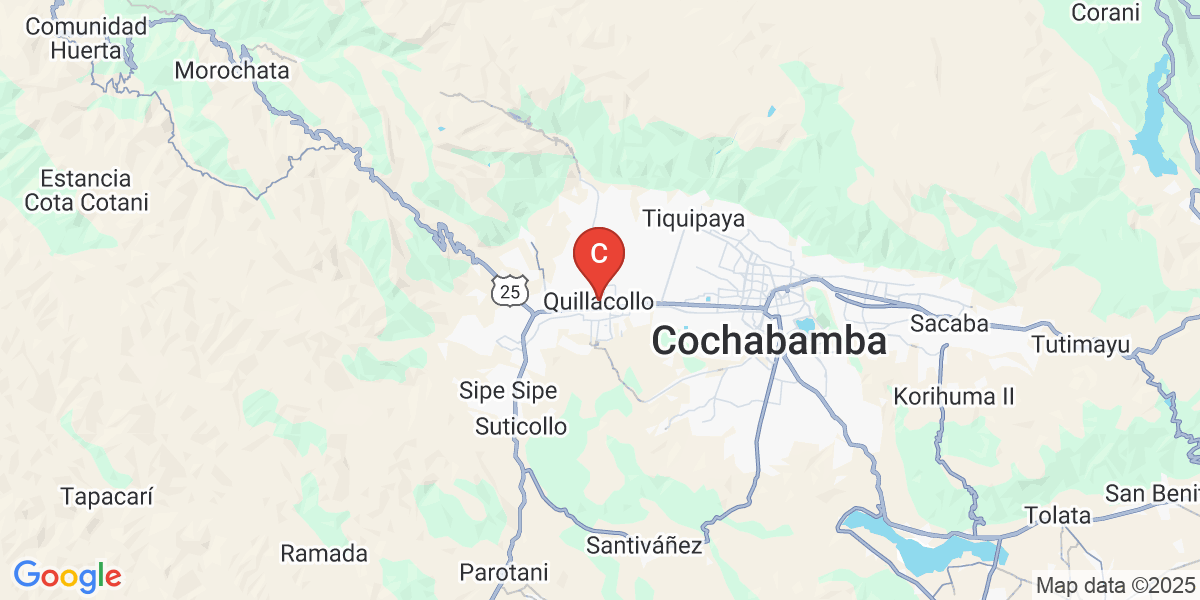 Comunidad
Huerta
Corani
Morochata
Estancia
Cota Cotani
Tiquipaya
C
25
Quillacollo
Cochabamba
Sacaba
Tutimayu
Sipe Sipe
Korihuma II
Suticollo
Tapacarí
San Benit
Tolata
Santiváñez
Ramada
Parotani
Google
Map data ©2025